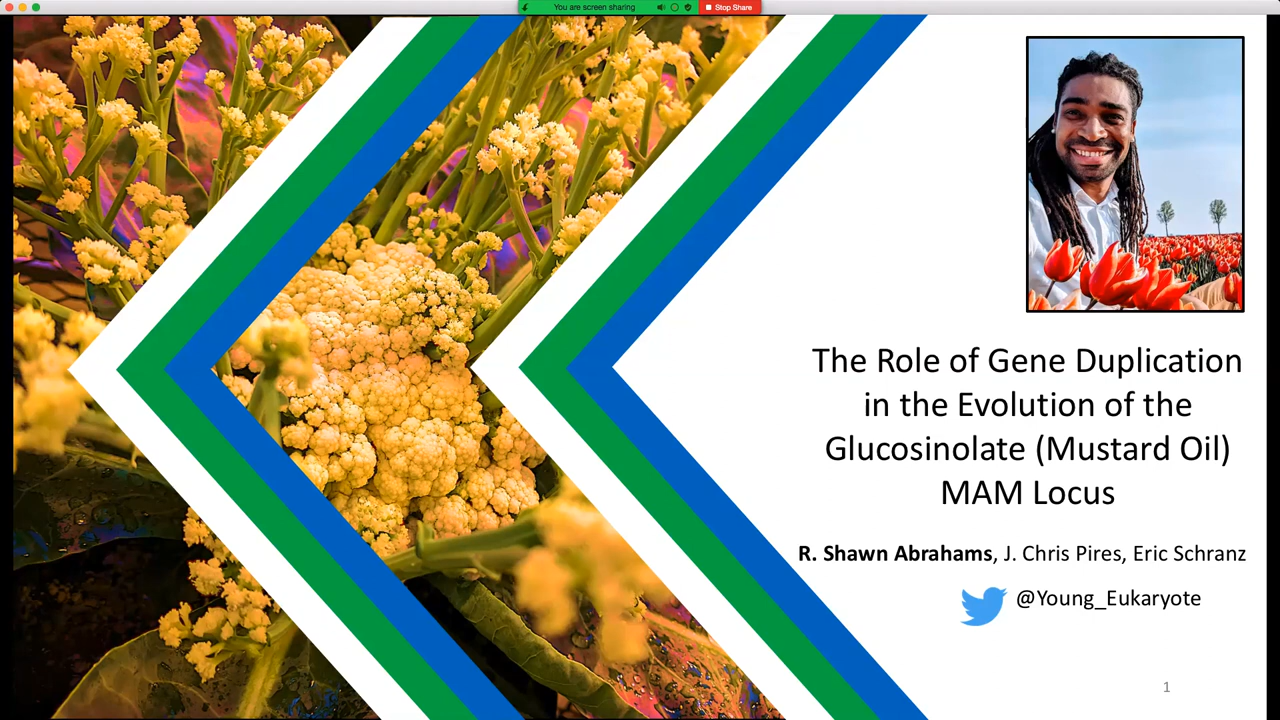 You are screen sharing
Stop Share
The Role of Gene Duplication
in the Evolution of the
Glucosinolate (Mustard Oil)
MAM Locus
R. Shawn Abrahams, J. Chris Pires, Eric Schranz
@Young_Eukaryote
1